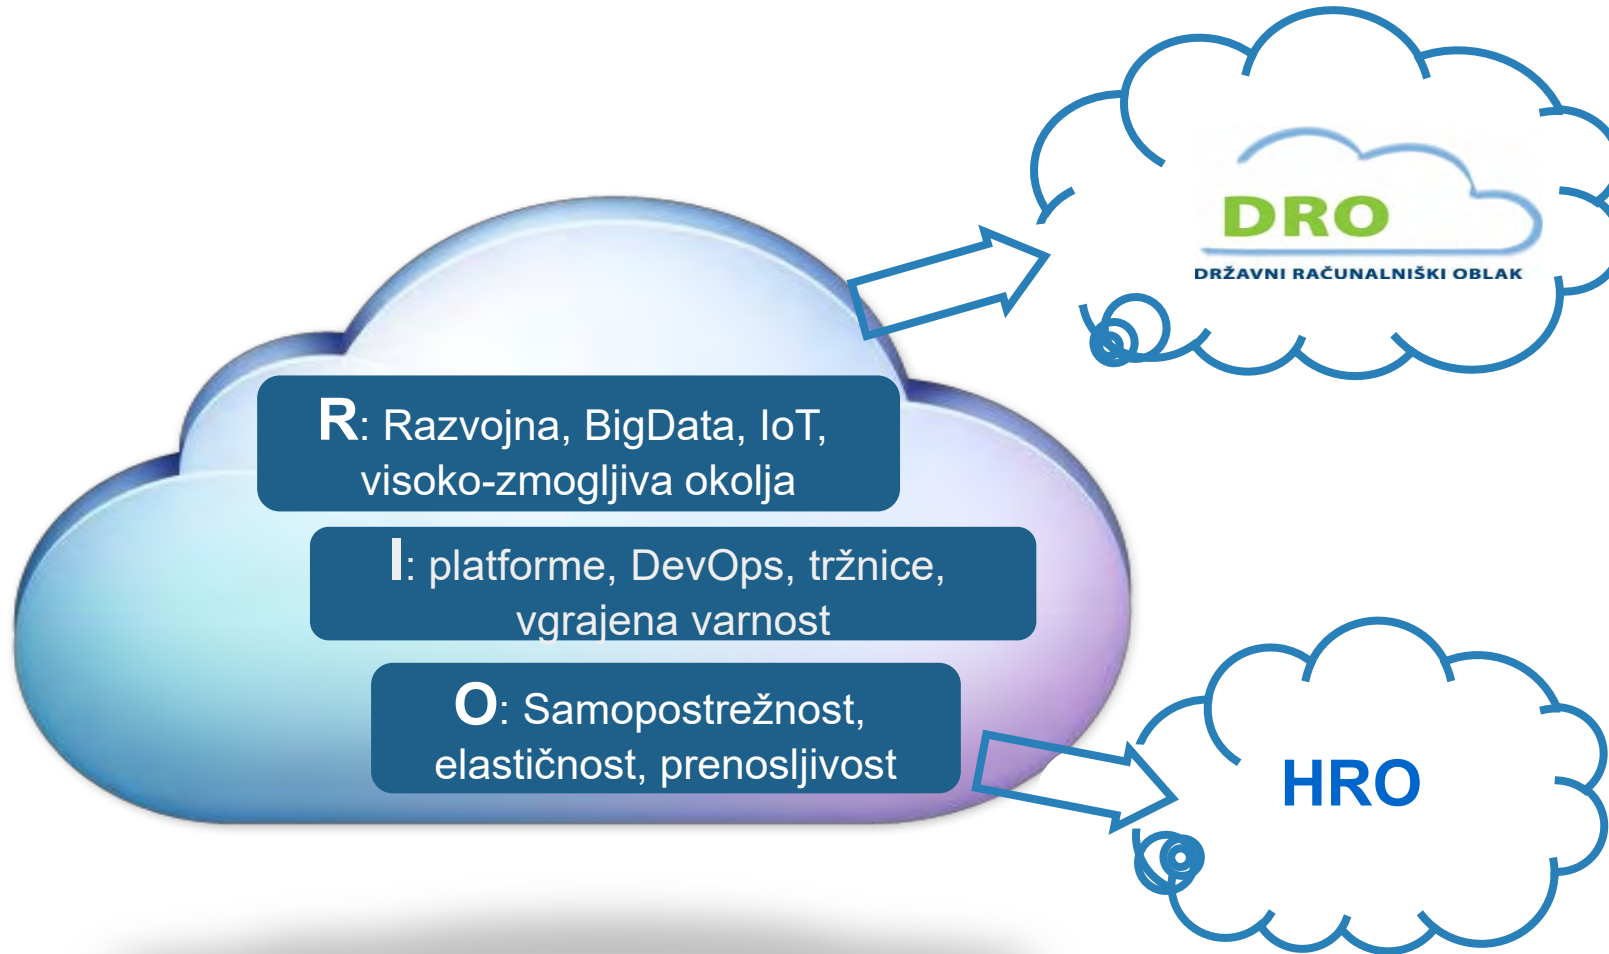 DRO
DRŽAVNI RAČUNALNIŠKI OBLAK
R: Razvojna, BigData, IoT,
visoko-zmogljiva okolja
I: platforme, DevOps, tržnice,
vgrajena varnost
O: Samopostrežnost,
elastičnost, prenosljivost
HRO